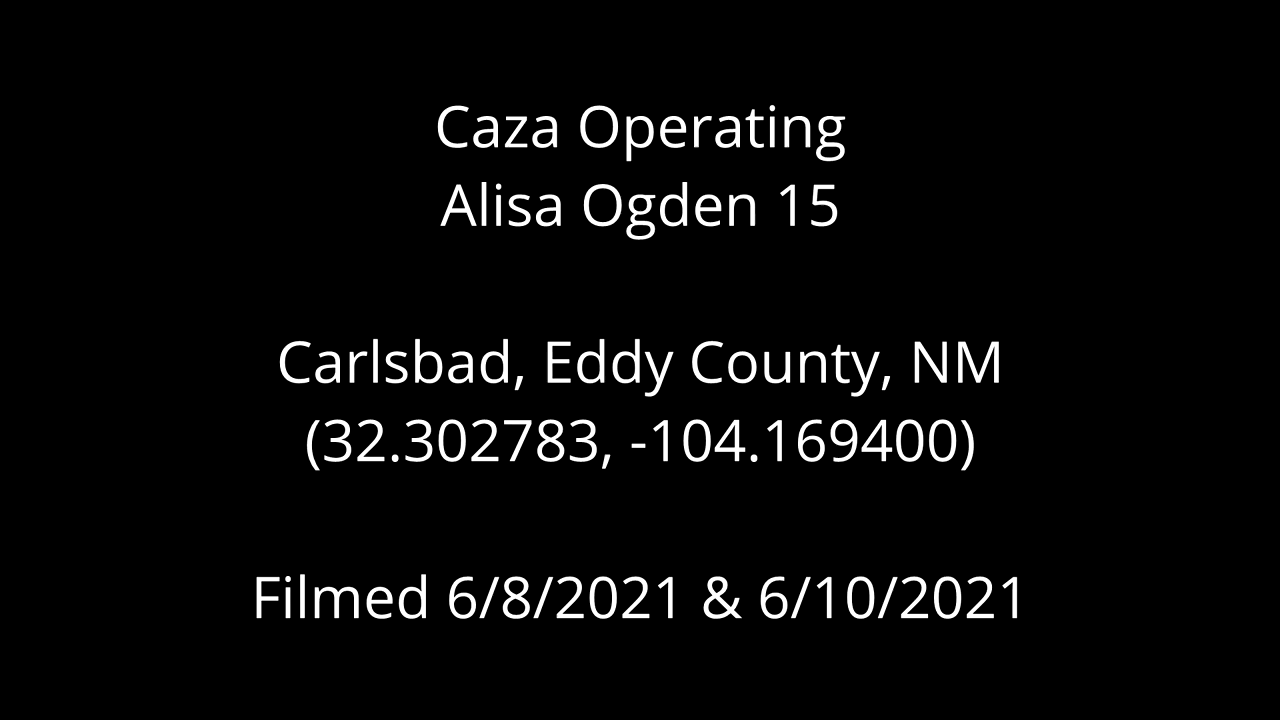 Caza Operating
Alisa Ogden 15
Carlsbad, Eddy County, NM
(32.302783, -104.169400)
Filmed 6/8/2021 & 6/10/2021